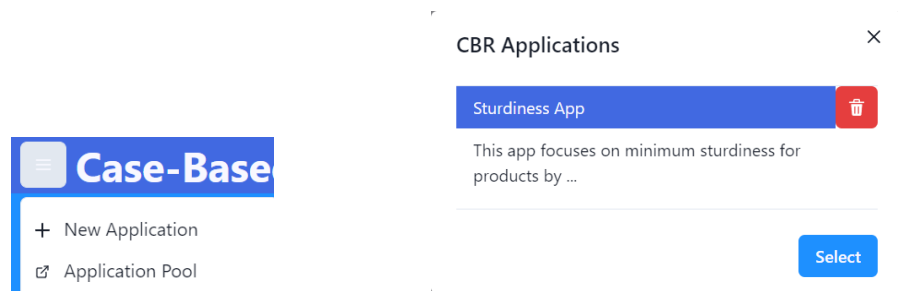 Case-Base
New Application
Application Pool
CBR Applications
Sturdiness App
This app focuses on minimum sturdiness for
products by ...
Select